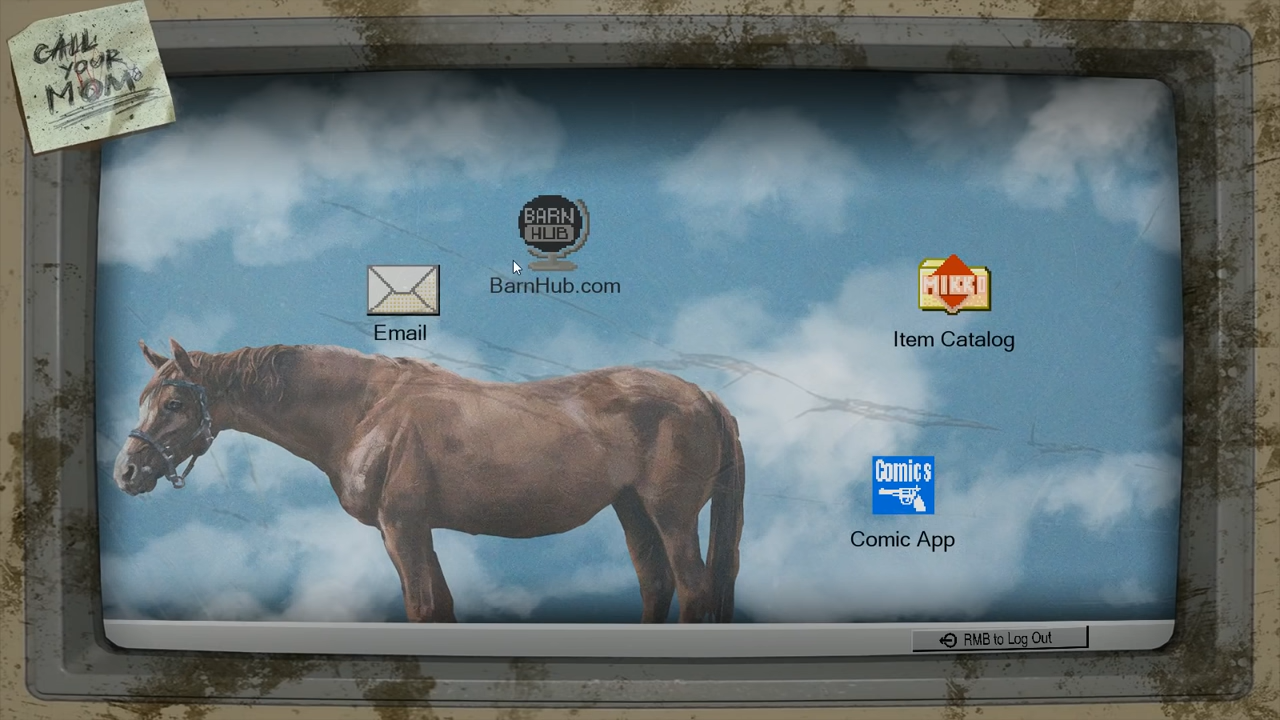 CALL
YOUR
MOM
BARN
HUB
BarnHub.com
Email
MIKKO
Item Catalog
Comics
Comic App
RMB to Log Out